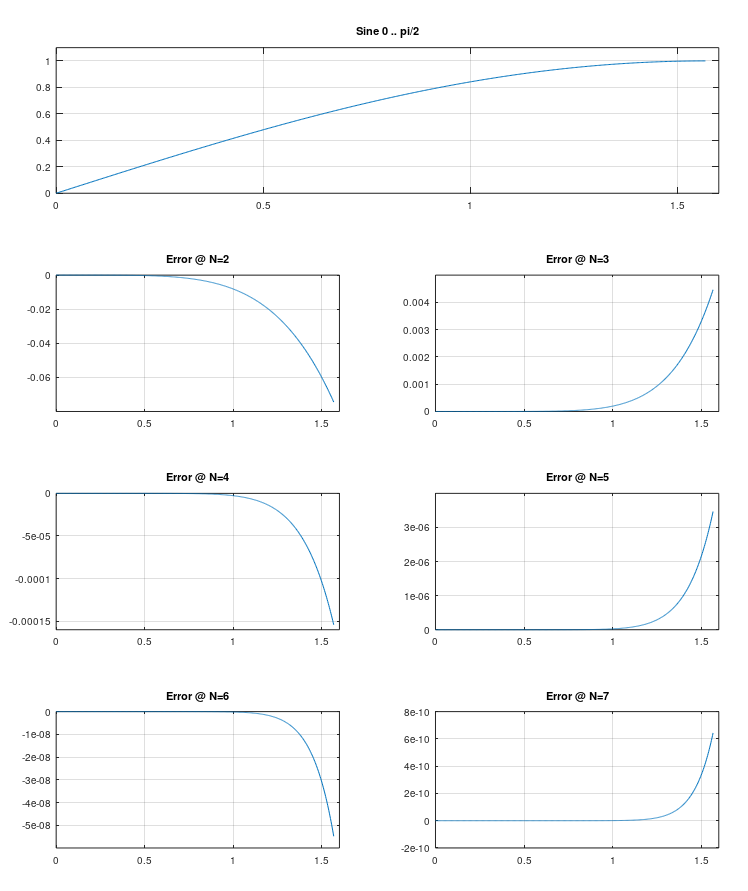 Sine 0 .. pi/2
1
0.8
0.6
0.4
0.2
0
0 0.5 1 1.5
Error @ N=2
0
-0.02
-0.04
-0.06
0 0.5 1 1.5
Error @ N=3
0.004
0.003
0.002
0.001
0
0 0.5 1 1.5
Error @ N=4
0
-5e-05
-0.0001
-0.00015
0 0.5 1 1.5
Error @ N=5
3e-06
2e-06
1e-06
0
0 0.5 1 1.5
Error @ N=6
0
-1e-08
-2e-08
-3e-08
-4e-08
-5e-08
0 0.5 1 1.5
Error @ N=7
8e-10
6e-10
4e-10
2e-10
0
-2e-10
0 0.5 1 1.5